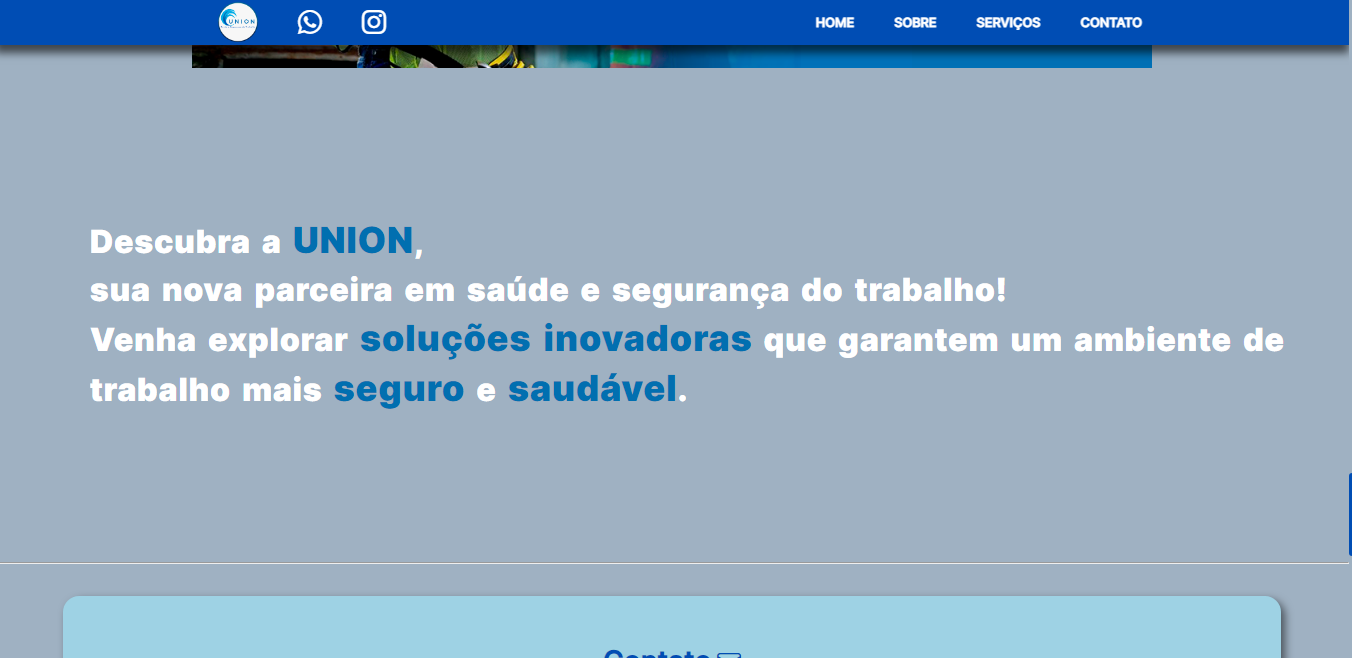 UNION
HOME SOBRE SERVIÇOS CONTATO
Descubra a UNION,
sua nova parceira em saúde e segurança do trabalho!
Venha explorar soluções inovadoras que garantem um ambiente de
trabalho mais seguro e saudável.
Contato